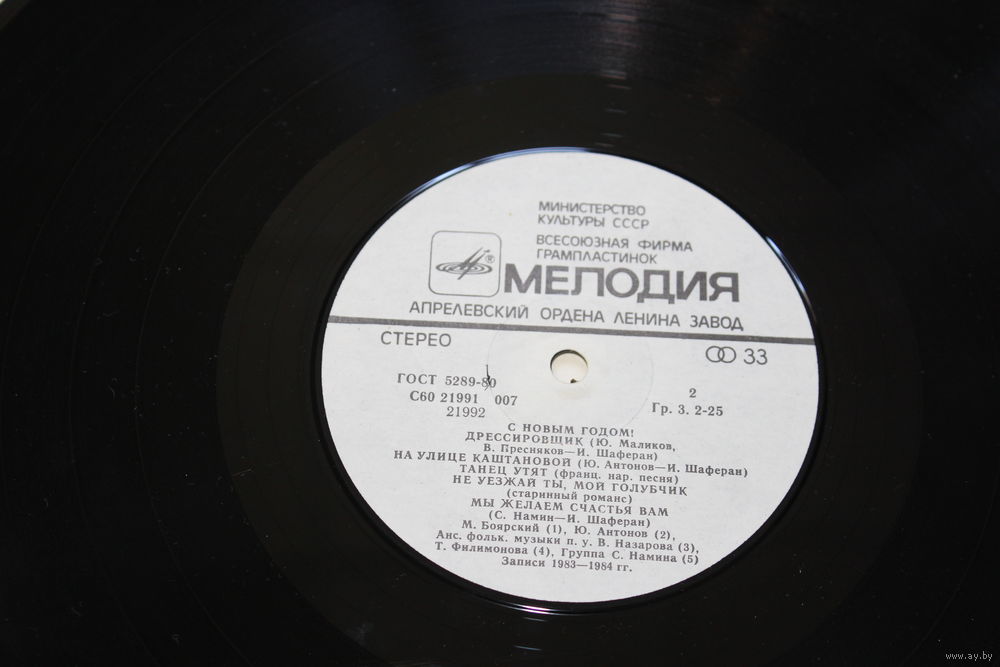 МИНИСТЕРСТВО
КУЛЬТУРЫ СССР
ВСЕСОЮЗНАЯ ФИРМА
ГРАМПЛАСТИНОК
®
МЕЛОДИЯ
АПРЕЛЕВСКИЙ ОРДЕНА ЛЕНИНА ЗАВОД
СТЕРЕО
33
ГОСТ 5289-80
С60 21991 007
21992
2
Гр. 3. 2-25
С НОВЫМ ГОДОМ!
ДРЕССИРОВЩИК (Ю. Маликов,
В. Пресняков—И. Шаферан)
НА УЛИЦЕ КАШТАНОВОЙ (Ю. Антонов—И. Шаферан)
ТАНЕЦ УТЯТ (франц. нар. песня)
НЕ УЕЗЖАЙ ТЫ, МОЙ ГОЛУБЧИК
(старинный романс)
МЫ ЖЕЛАЕМ СЧАСТЬЯ ВАМ
(С. Намин—И. Шаферан)
М. Боярский (1), Ю. Антонов (2),
Анс. фольк. музыки п. у. В. Назарова (3),
Т. Филимонова (4), Группа С. Намина (5)
Записи 1983—1984 гг.
www.ay.by